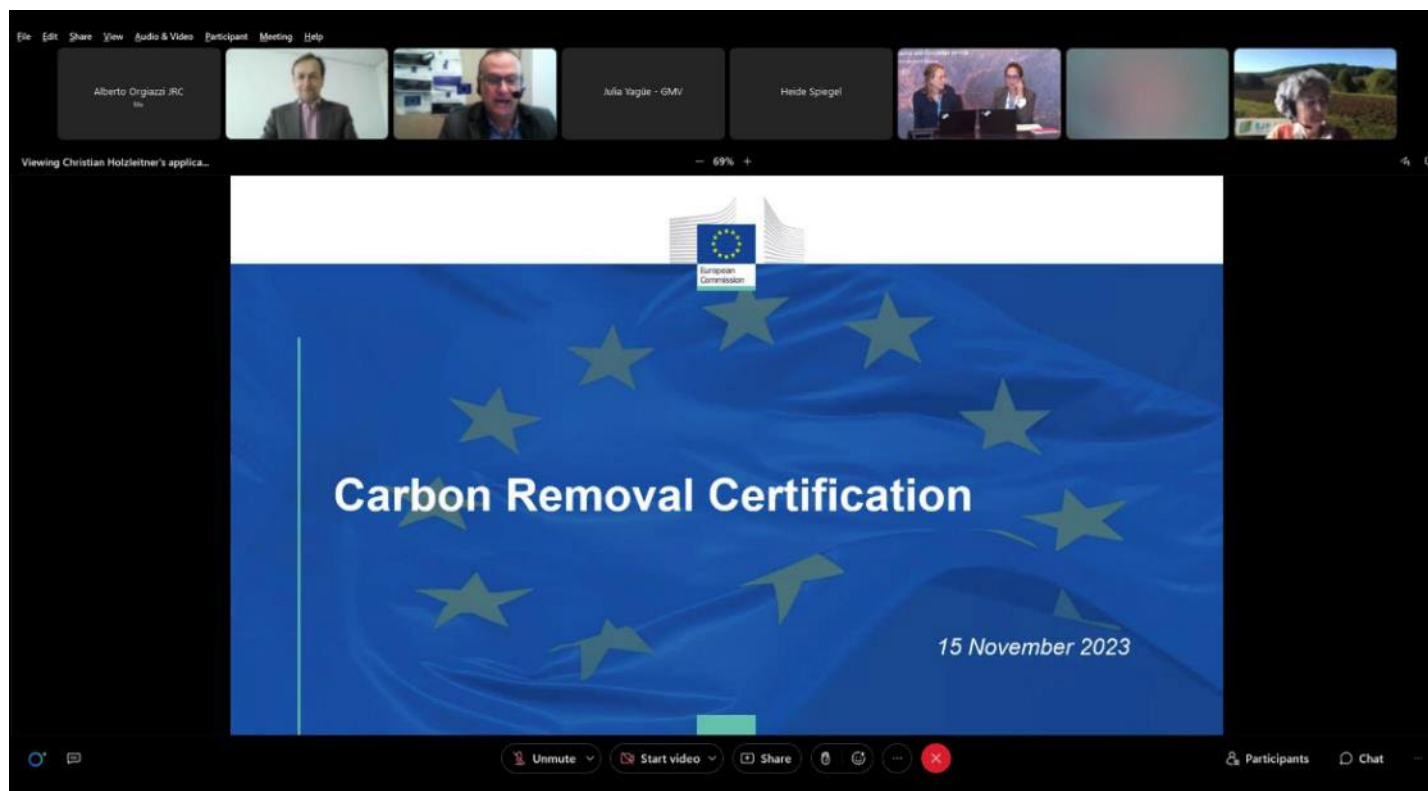 File Edit Share View Audio & Video Participant Meeting Help
Alberto Orgiazzi JRC
Me
Julia Yagüe - GMV
Heide Spiegel
Viewing Christian Holzleitner's applica...
69%
European
Commission
Carbon Removal Certification
15 November 2023
Unmute
Start video
Share
Participants
Chat